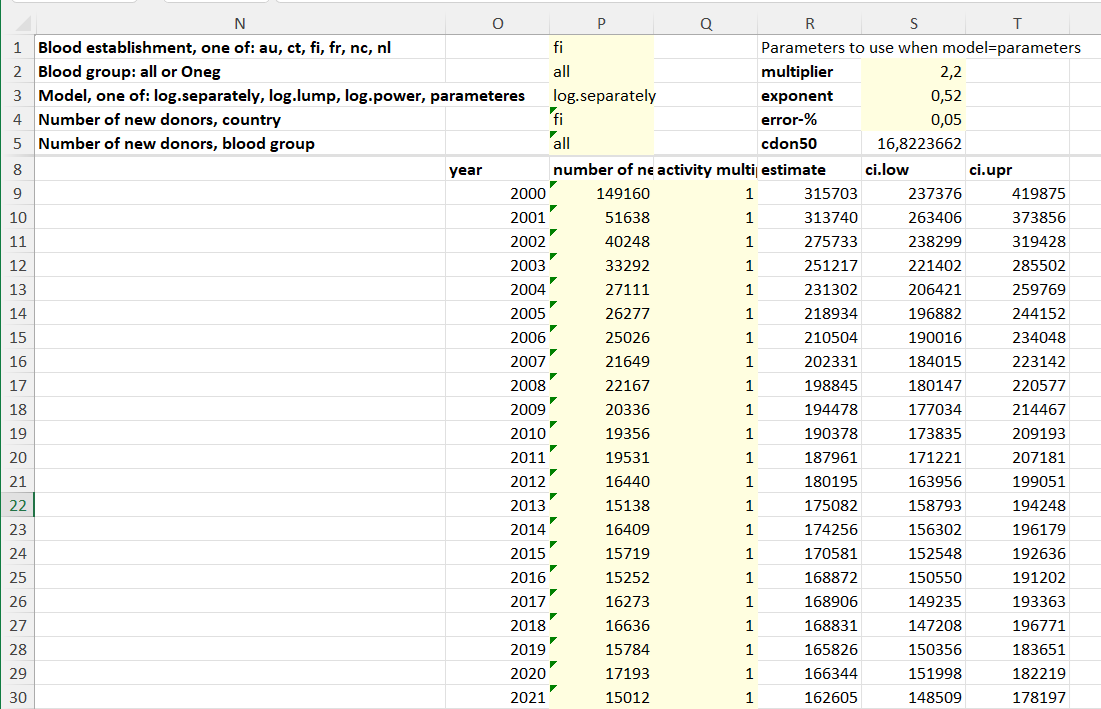 N O P Q R S T
1 Blood establishment, one of: au, ct, fi, fr, nc, nl fi Parameters to use when model=parameters
2 Blood group: all or Oneg all multiplier 2,2
3 Model, one of: log.separately, log.lump, log.power, parameteres log.separately exponent 0,52
4 Number of new donors, country fi error-% 0,05
5 Number of new donors, blood group all cdon50 16,8223662
8 year number of ne activity multi estimate ci.low ci.upr
9 2000 149160 1 315703 237376 419875
10 2001 51638 1 313740 263406 373856
11 2002 40248 1 275733 238299 319428
12 2003 33292 1 251217 221402 285502
13 2004 27111 1 231302 206421 259769
14 2005 26277 1 218934 196882 244152
15 2006 25026 1 210504 190016 234048
16 2007 21649 1 202331 184015 223142
17 2008 22167 1 198845 180147 220577
18 2009 20336 1 194478 177034 214467
19 2010 19356 1 190378 173835 209193
20 2011 19531 1 187961 171221 207181
21 2012 16440 1 180195 163956 199051
22 2013 15138 1 175082 158793 194248
23 2014 16409 1 174256 156302 196179
24 2015 15719 1 170581 152548 192636
25 2016 15252 1 168872 150550 191202
26 2017 16273 1 168906 149235 193363
27 2018 16636 1 168831 147208 196771
28 2019 15784 1 165826 150356 183651
29 2020 17193 1 166344 151998 182219
30 2021 15012 1 162605 148509 178197